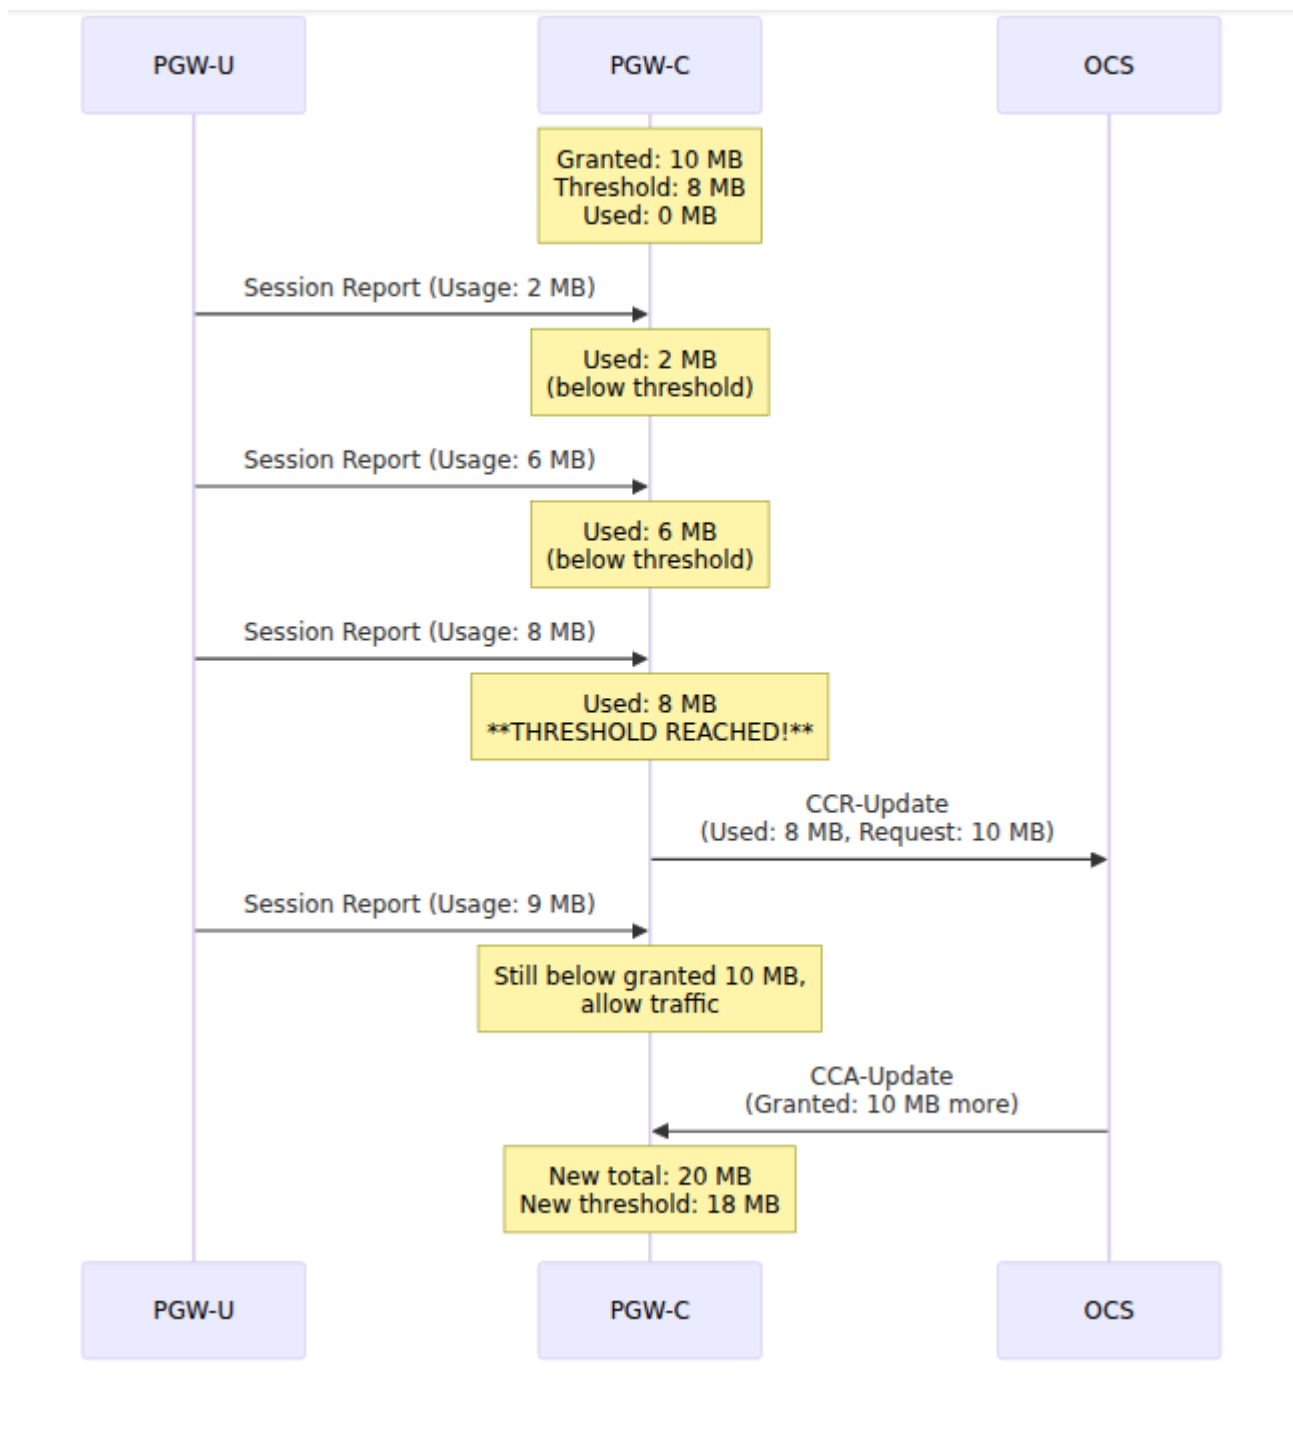 PGW-U
PGW-C
OCS
Granted: 10 MB
Threshold: 8 MB
Used: 0 MB
Session Report (Usage: 2 MB)
Used: 2 MB
(below threshold)
Session Report (Usage: 6 MB)
Used: 6 MB
(below threshold)
Session Report (Usage: 8 MB)
Used: 8 MB
**THRESHOLD REACHED!**
CCR-Update
(Used: 8 MB, Request: 10 MB)
Session Report (Usage: 9 MB)
Still below granted 10 MB,
allow traffic
CCA-Update
(Granted: 10 MB more)
New total: 20 MB
New threshold: 18 MB
PGW-U
PGW-C
OCS